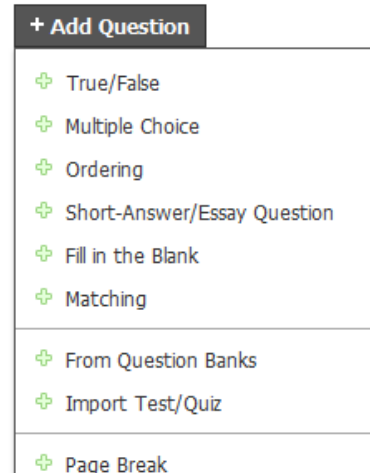 + Add Question
True/False
Multiple Choice
Ordering
Short-Answer/Essay Question
Fill in the Blank
Matching
From Question Banks
Import Test/Quiz
Page Break